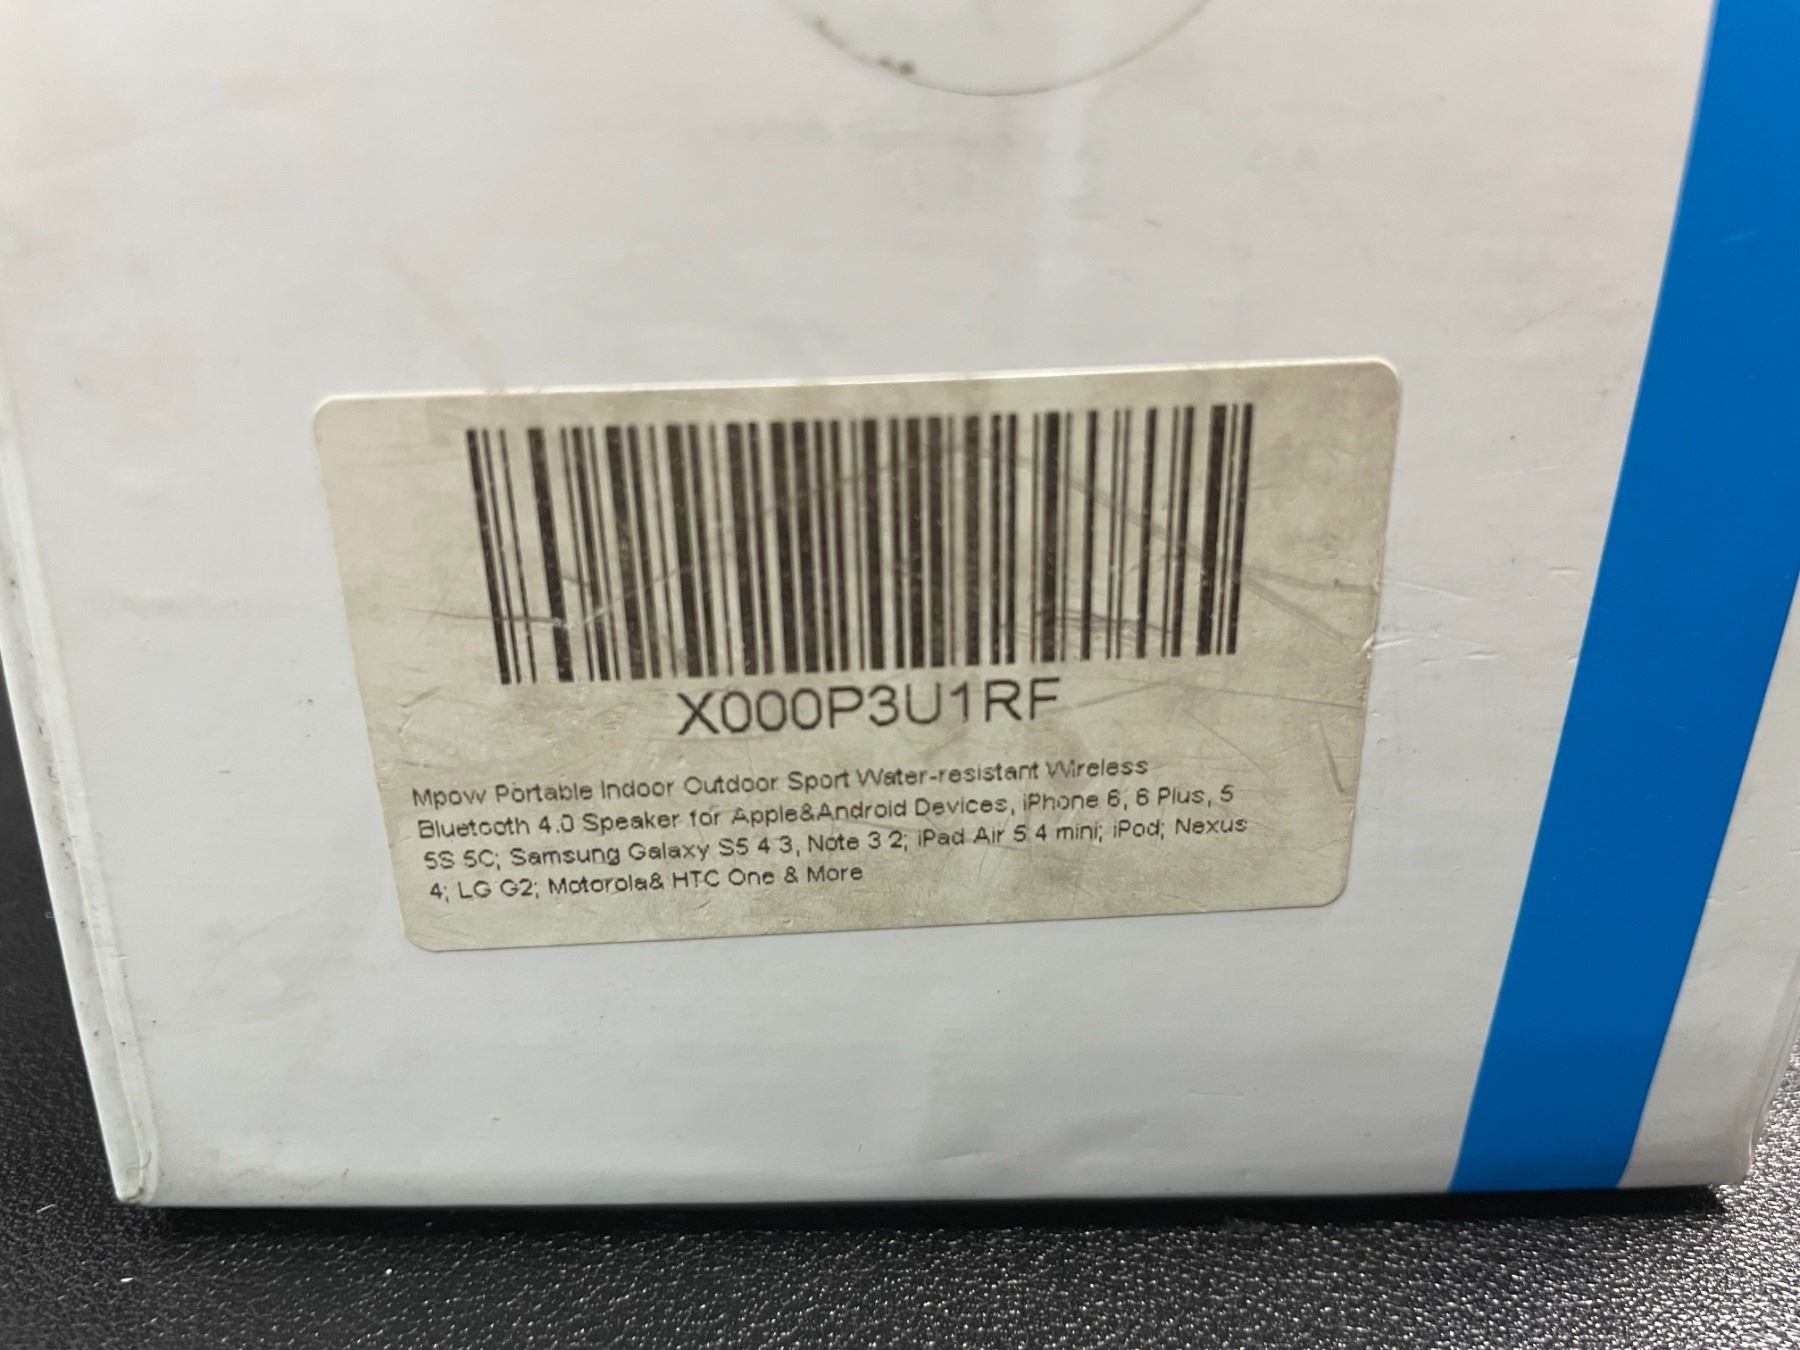 X000P3U1RF
Mpow Portable Indoor Outdoor Sport Water-resistant Wireless
Bluetooth 4.0 Speaker for Apple&Android Devices, iPhone 6, 6 Plus, 5
5S 5C; Samsung Galaxy S5 4 3, Note 3 2; iPad Air 5 4 mini; iPod; Nexus
4; LG G2; Motorola& HTC One & More